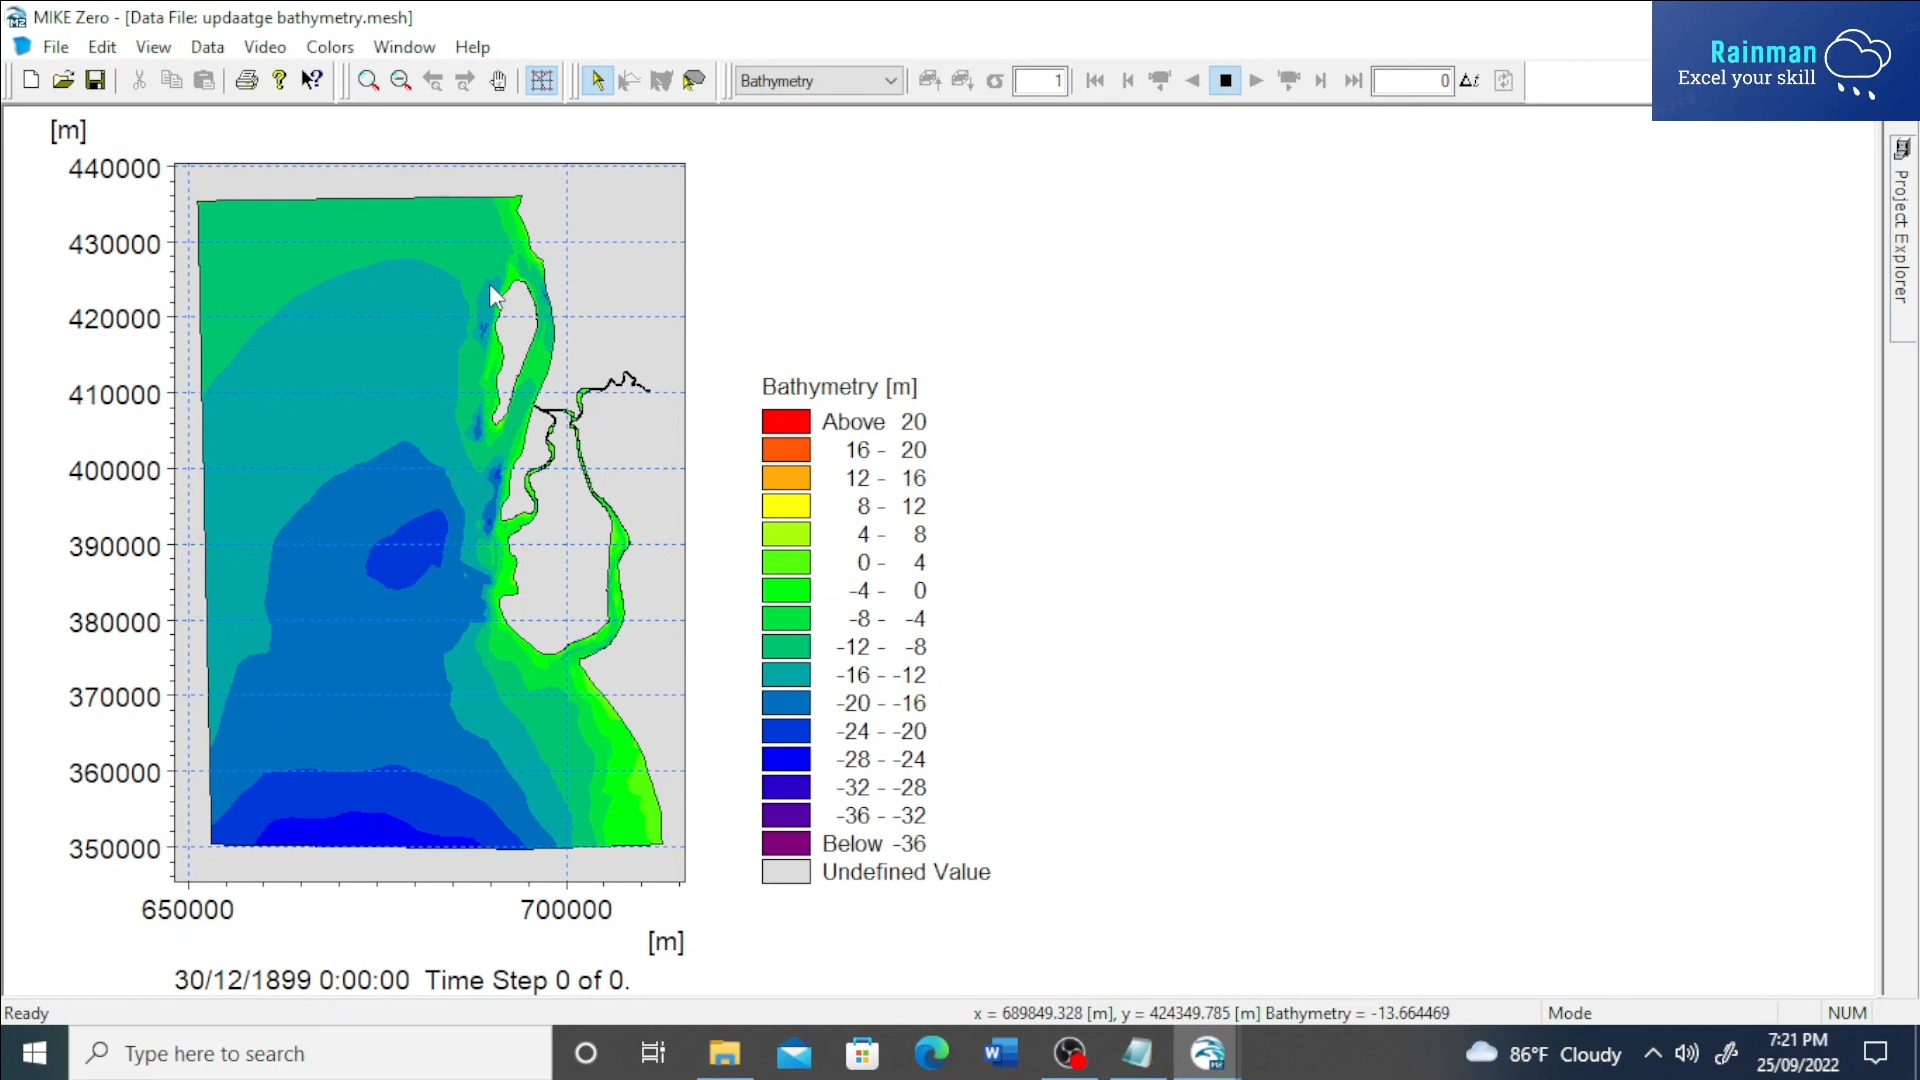 MIKE Zero - [Data File: updaatge bathymetry.mesh]
File Edit View Data Video Colors Window Help
Bathymetry 1 0 Δt
Rainman
Excel your skill
Project Explorer
[m]
440000
430000
420000
410000
400000
390000
380000
370000
360000
350000
650000 700000
[m]
30/12/1899 0:00:00 Time Step 0 of 0.
Bathymetry [m]
Above 20
16 - 20
12 - 16
8 - 12
4 - 8
0 - 4
-4 - 0
-8 - -4
-12 - -8
-16 - -12
-20 - -16
-24 - -20
-28 - -24
-32 - -28
-36 - -32
Below -36
Undefined Value
Ready x = 689849.328 [m], y = 424349.785 [m] Bathymetry = -13.664469 Mode NUM
Type here to search 86°F Cloudy 7:21 PM
25/09/2022